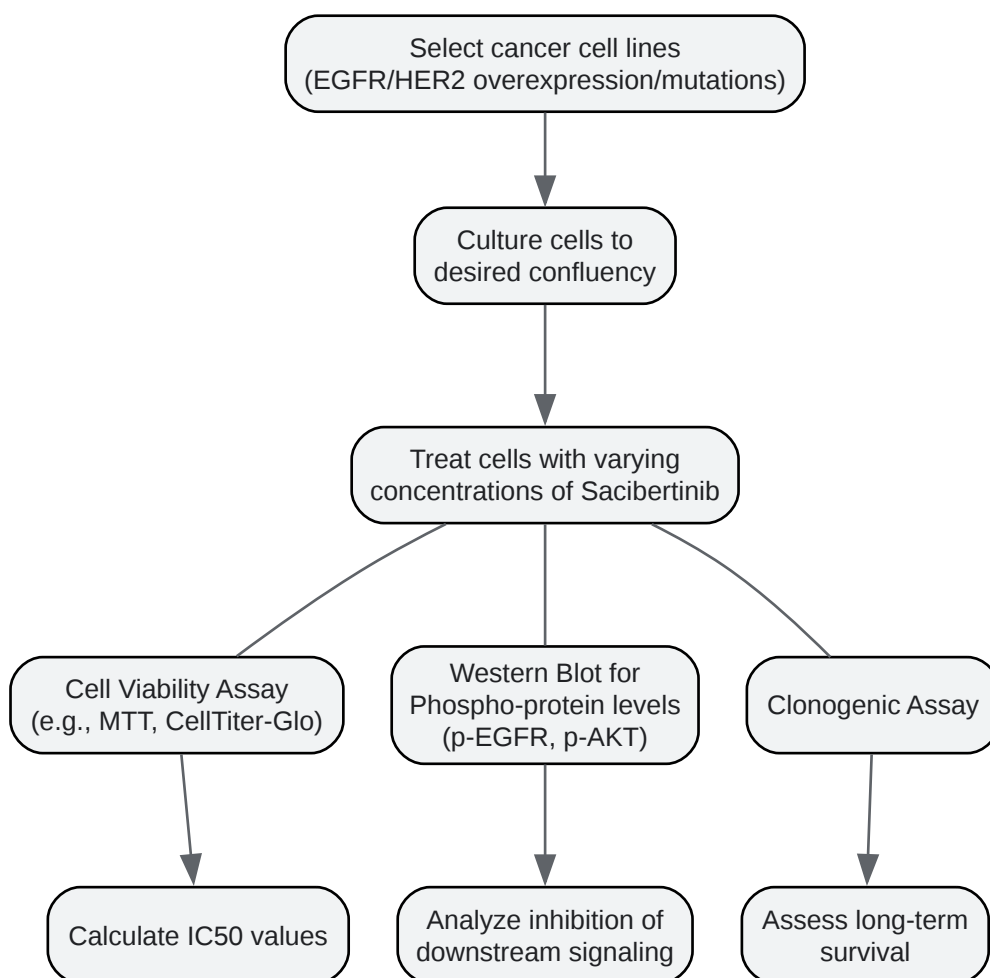 Select cancer cell lines
(EGFR/HER2 overexpression/mutations)
Culture cells to
desired confluency
Treat cells with varying
concentrations of Sacibertinib
Cell Viability Assay
(e.g., MTT, CellTiter-Glo)
Western Blot for
Phospho-protein levels
(p-EGFR, p-AKT)
Clonogenic Assay
Calculate IC50 values
Analyze inhibition of
downstream signaling
Assess long-term
survival